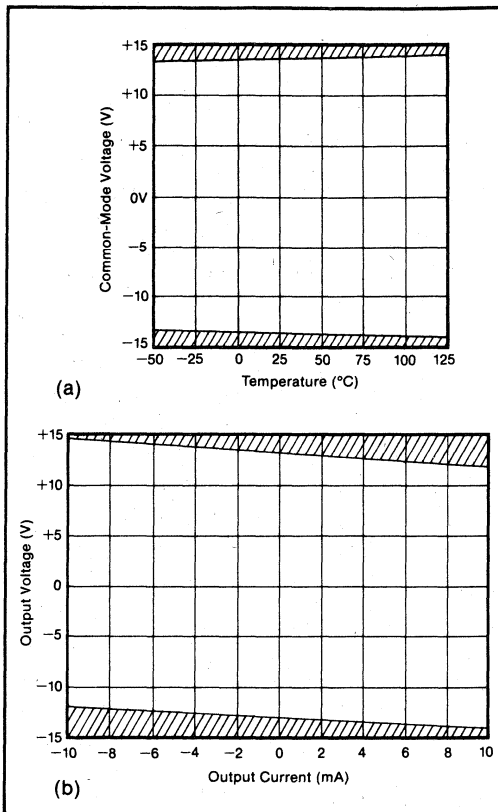 +15
+10
+5
0V
−5
−10
−15
Common-Mode Voltage (V)
−50 −25 0 25 50 75 100 125
Temperature (°C)
(a)
+15
+10
+5
0
−5
−10
−15
Output Voltage (V)
−10 −8 −6 −4 −2 0 2 4 6 8 10
Output Current (mA)
(b)